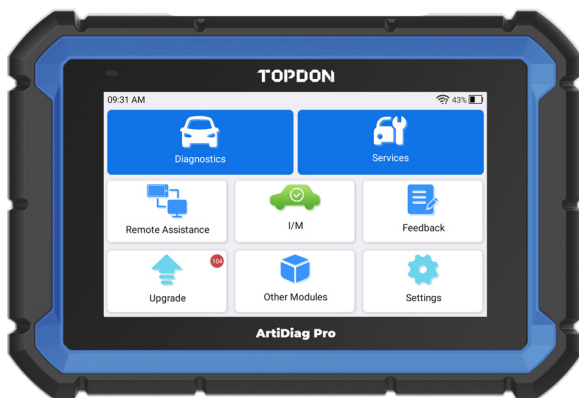 TOPDON
09:31 AM
43%
Diagnostics
Services
Remote Assistance
I/M
Feedback
104
Upgrade
Other Modules
Settings
ArtiDiag Pro